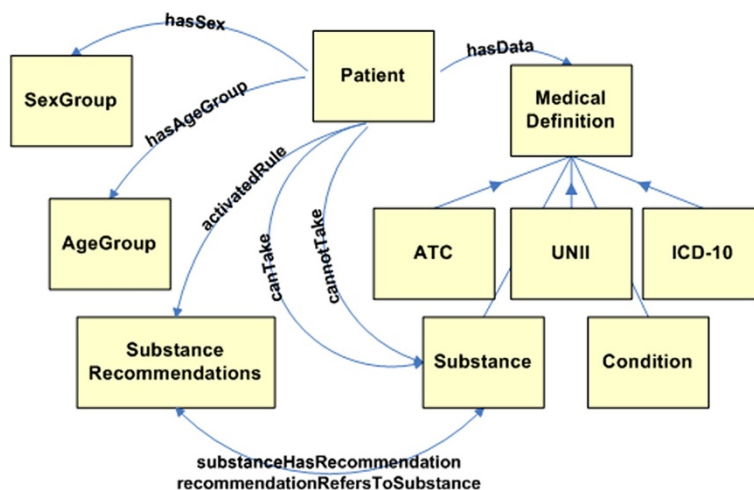 hasSex
Patient
hasData
SexGroup
Medical
Definition
hasAgeGroup
activatedRule
AgeGroup
canTake
cannotTake
ATC
UNII
ICD-10
Substance
Recommendations
Substance
Condition
substanceHasRecommendation
recommendationRefersToSubstance